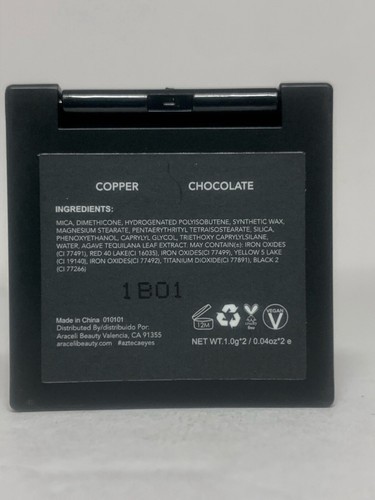 COPPER CHOCOLATE
INGREDIENTS:
MICA, DIMETHICONE, HYDROGENATED POLYISOBUTENE, SYNTHETIC WAX,
MAGNESIUM STEARATE, PENTAERYTHRITYL TETRAISOSTEARATE, SILICA,
PHENOXYETHANOL, CAPRYLYL GLYCOL, TRIETHOXY CAPRYLYLSILANE,
WATER, AGAVE TEQUILANA LEAF EXTRACT. MAY CONTAIN(±): IRON OXIDES
(CI 77491), RED 40 LAKE(CI 16035), IRON OXIDES(CI 77499), YELLOW 5 LAKE
(CI 19140), IRON OXIDES(CI 77492), TITANIUM DIOXIDE(CI 77891), BLACK 2
(CI 77266)
1B01
Made in China 010101
Distributed By/distribuido Por:
Araceli Beauty Valencia, CA 91355
aracelibeauty.com #aztecaeyes
12M
VEGAN
V
NET WT.1.0g*2 / 0.04oz*2 e